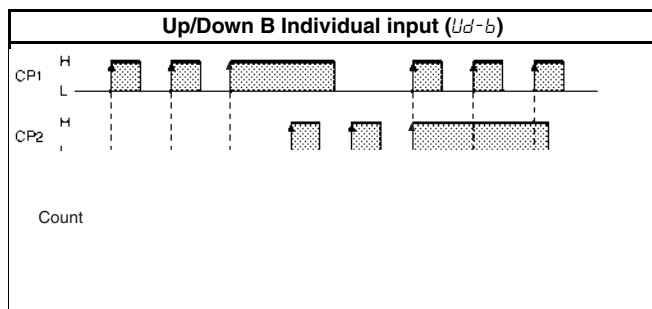 Up/Down B Individual input (Ud-b)
H
CP1
L
H
CP2
Count